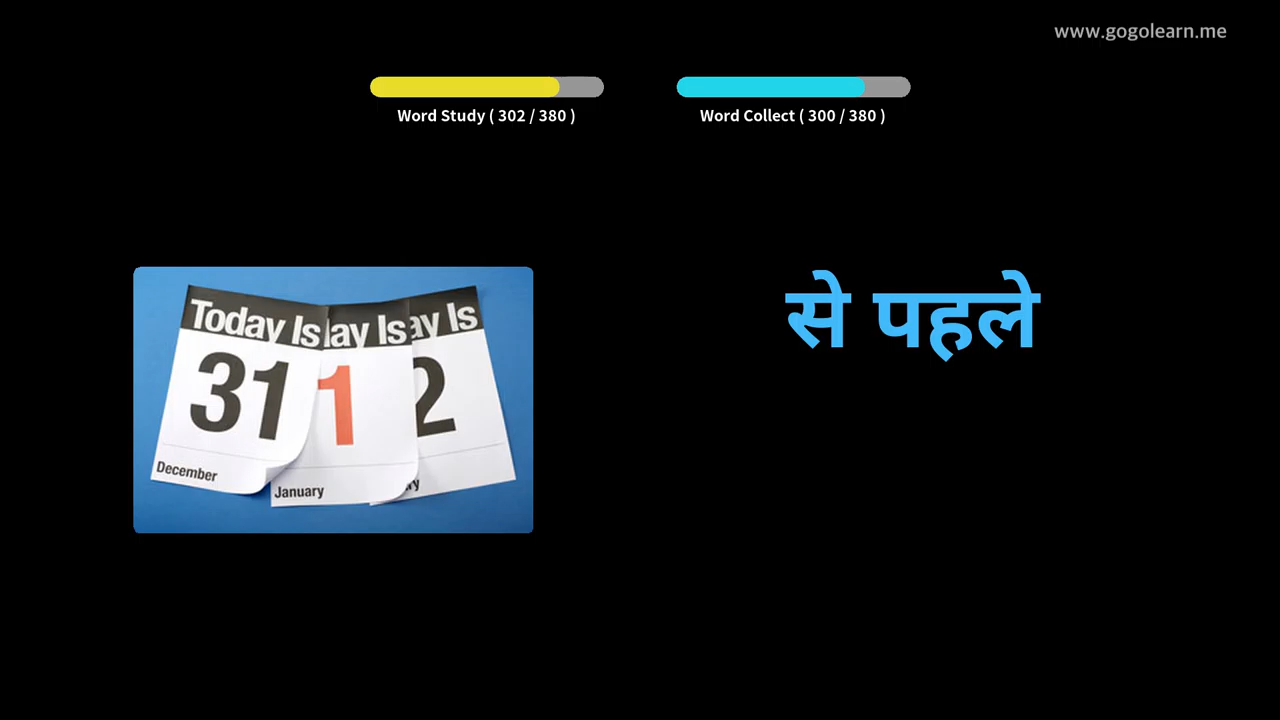 www.gogolearn.me
Word Study ( 302 / 380 )
Word Collect ( 300 / 380 )
से पहले
Today Is
ay Is
ay Is
31
1
2
December
January
ry